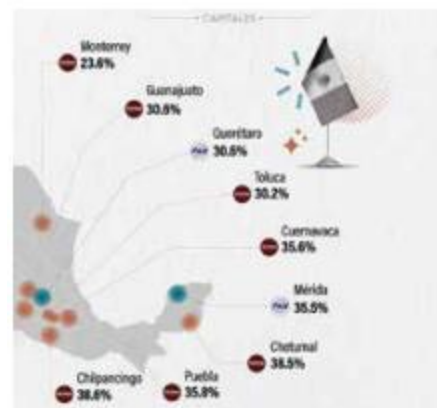 CAPITALES
Monterrey
23.6%
Guanajuato
30.6%
Querétaro
PAN 30.6%
Toluca
30.2%
Cuernavaca
35.6%
Mérida
PAN 35.5%
Chetumal
38.5%
Chilpancingo
38.6%
Puebla
35.8%